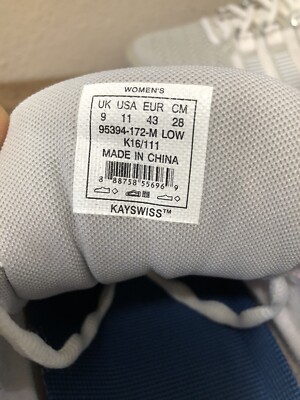 WOMEN'S
UK USA EUR CM
9 11 43 28
95394-172-M LOW
K16/111
MADE IN CHINA
8 88758 55696 9
KAYSWISS™